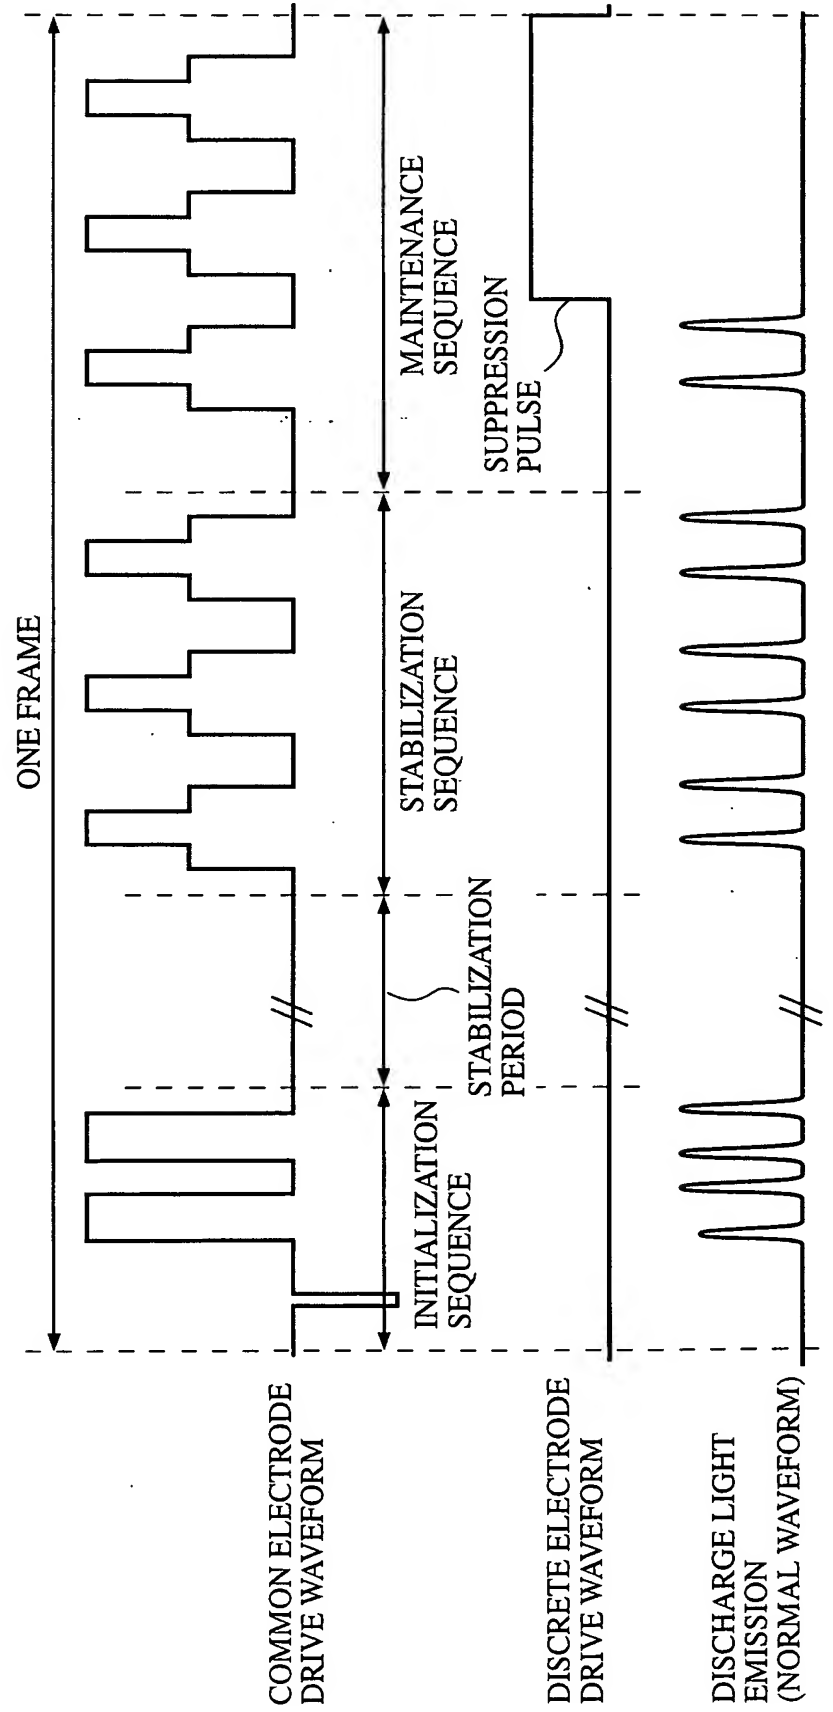 ONE FRAME
COMMON ELECTRODE
DRIVE WAVEFORM
INITIALIZATION
SEQUENCE
STABILIZATION
PERIOD
STABILIZATION
SEQUENCE
MAINTENANCE
SEQUENCE
DISCRETE ELECTRODE
DRIVE WAVEFORM
SUPPRESSION
PULSE
DISCHARGE LIGHT
EMISSION
(NORMAL WAVEFORM)